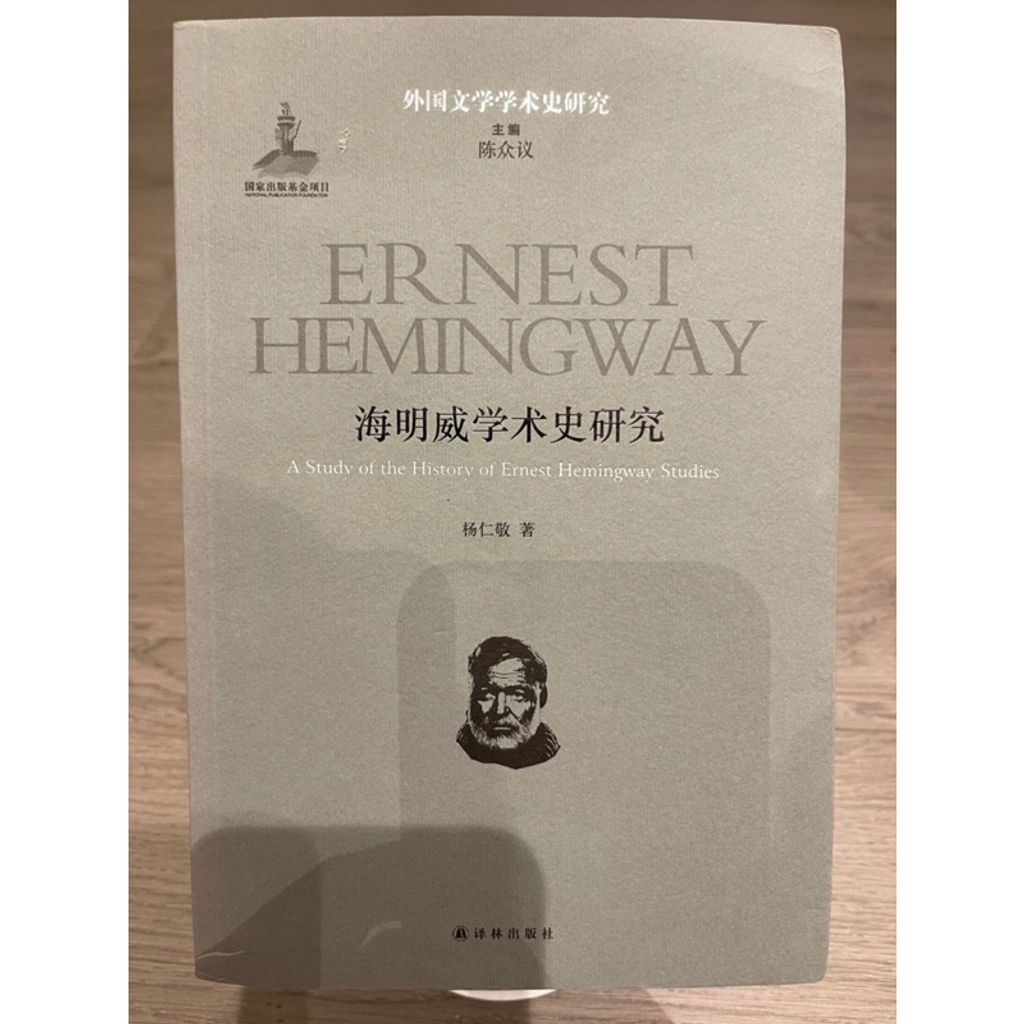 外国文学学术史研究
主编
陈众议
国家出版基金项目
NATIONAL PUBLICATION FOUNDATION
ERNEST
HEMINGWAY
海明威学术史研究
A Study of the History of Ernest Hemingway Studies
杨仁敬 著
译林出版社